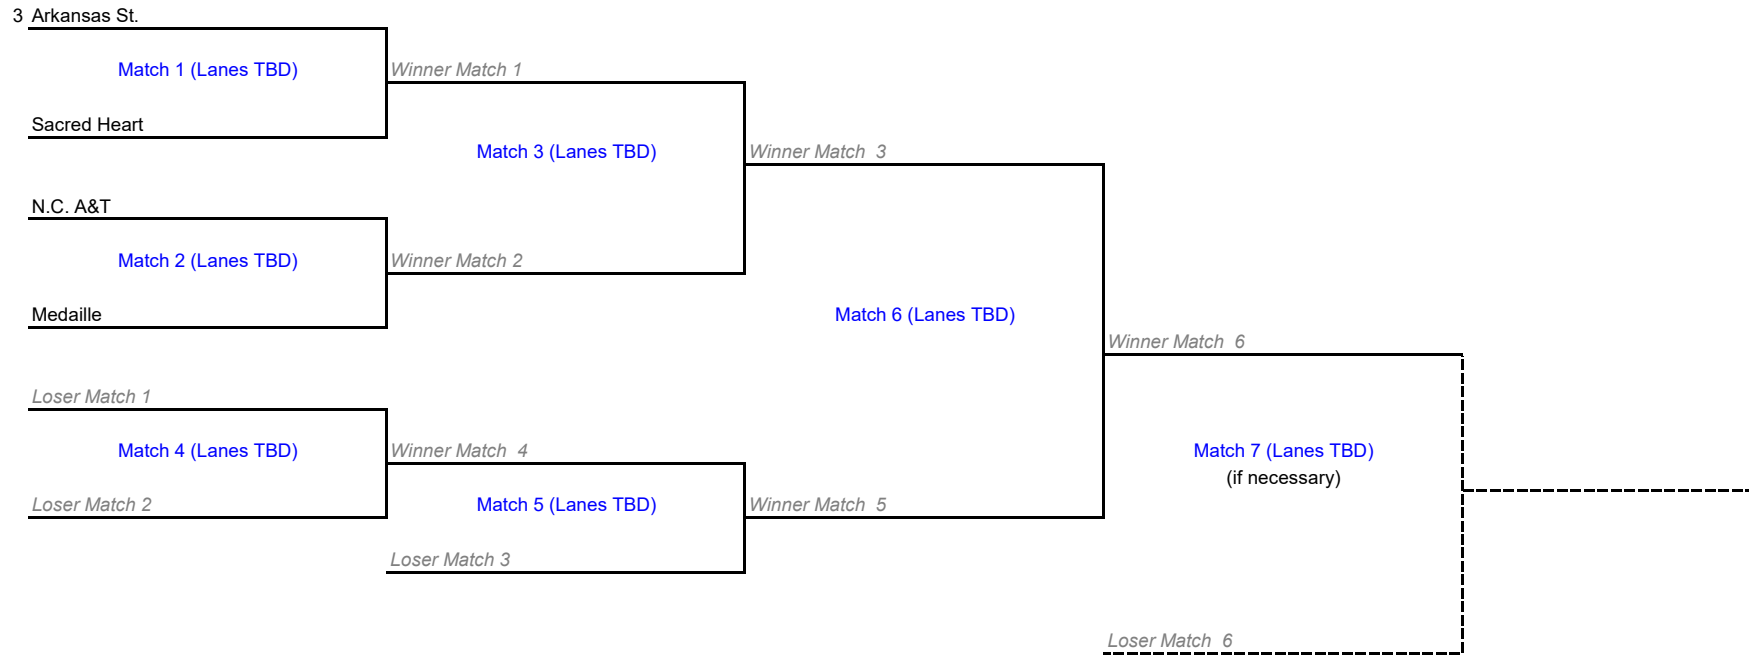 3 Arkansas St.
Match 1 (Lanes TBD)
Winner Match 1
Sacred Heart
Match 3 (Lanes TBD)
Winner Match 3
N.C. A&T
Match 2 (Lanes TBD)
Winner Match 2
Medaille
Match 6 (Lanes TBD)
Winner Match 6
Loser Match 1
Match 4 (Lanes TBD)
Winner Match 4
Match 7 (Lanes TBD)
(if necessary)
Loser Match 2
Match 5 (Lanes TBD)
Winner Match 5
Loser Match 3
Loser Match 6